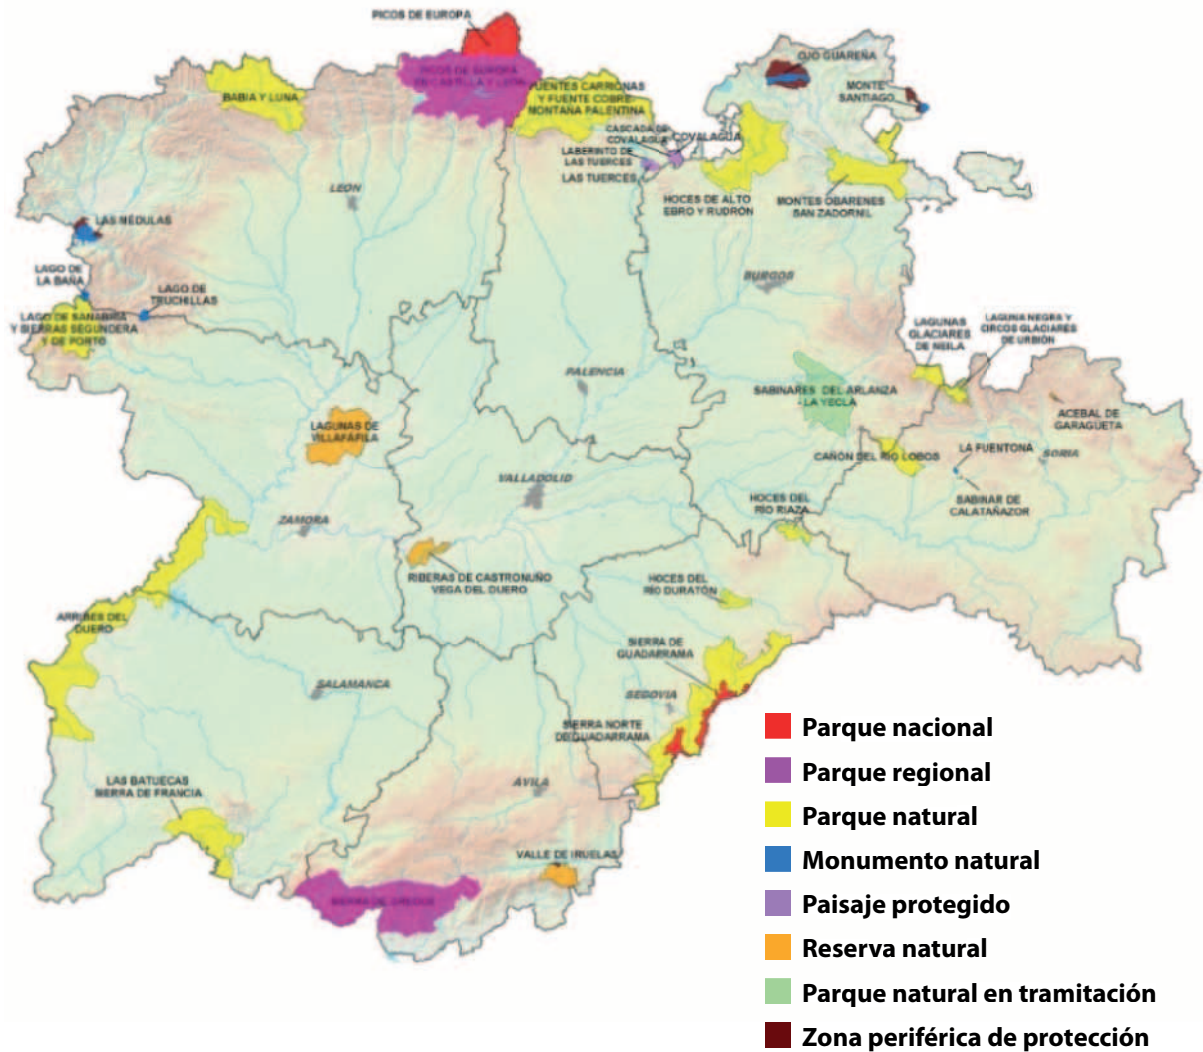 PICOS DE EUROPA
PICOS DE EUROPA
EN CASTILLA Y LEÓN
BABIA Y LUNA
FUENTES CARRIONAS
Y FUENTE COBRE-
MONTAÑA PALENTINA
OJO GUAREÑA
MONTE
SANTIAGO
CASCADA DE
COVALAGUA
COVALAGUA
LABERINTO DE
LAS TUERCES
LAS TUERCES
HOCES DE ALTO
EBRO Y RUDRÓN
MONTES OBARENES
SAN ZADORNIL
LEÓN
LAS MÉDULAS
LAGO DE
LA BAÑA
LAGO DE
TRUCHILLAS
LAGO DE SANABRIA
Y SIERRAS SEGUNDERA
Y DE PORTO
BURGOS
LAGUNAS
GLACIARES
DE NEILA
LAGUNA NEGRA Y
CIRCOS GLACIARES
DE URBIÓN
PALENCIA
SABINARES DEL ARLANZA
- LA YECLA
ACEBAL DE
GARAGÜETA
LAGUNAS DE
VILLAFÁFILA
CAÑÓN DEL RÍO LOBOS
LA FUENTONA
SORIA
VALLADOLID
SABINAR DE
CALATAÑAZOR
HOCES DEL
RÍO RIAZA
ZAMORA
RIBERAS DE CASTRONUÑO
VEGA DEL DUERO
HOCES DEL
RÍO DURATÓN
ARRIBES DEL
DUERO
SIERRA DE
GUADARRAMA
SALAMANCA
SEGOVIA
SIERRA NORTE
DE GUADARRAMA
LAS BATUECAS
SIERRA DE FRANCIA
ÁVILA
VALLE DE IRUELAS
SIERRA DE GREDOS
Parque nacional
Parque regional
Parque natural
Monumento natural
Paisaje protegido
Reserva natural
Parque natural en tramitación
Zona periférica de protección